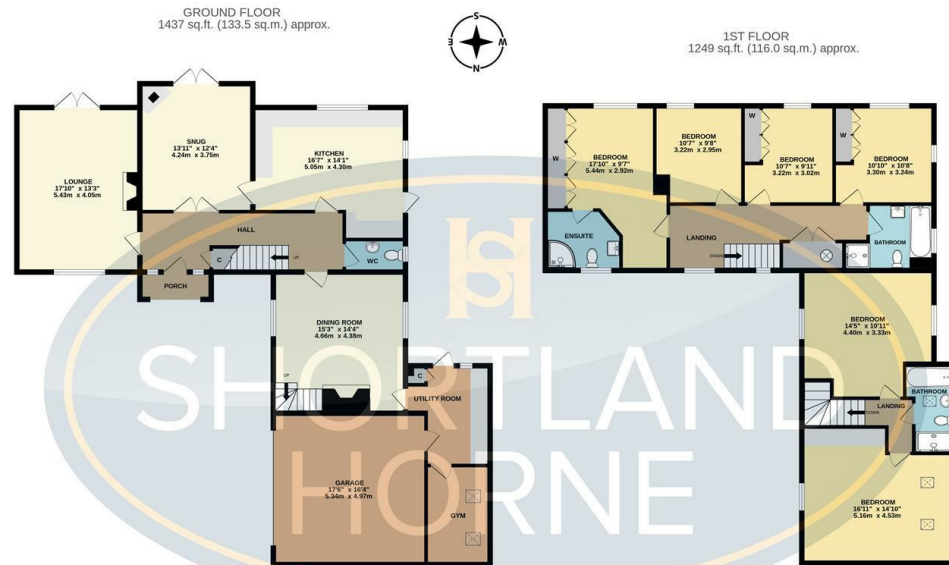 GROUND FLOOR
1437 sq.ft. (133.5 sq.m.) approx.
1ST FLOOR
1249 sq.ft. (116.0 sq.m.) approx.
S
E
W
N
SNUG
13'11" x 12'4"
4.24m x 3.75m
KITCHEN
16'7" x 14'1"
5.05m x 4.30m
LOUNGE
17'10" x 13'3"
5.43m x 4.05m
HALL
C
UP
WC
PORCH
DINING ROOM
15'3" x 14'4"
4.66m x 4.38m
UP
C
UTILITY ROOM
GARAGE
17'6" x 16'4"
5.34m x 4.97m
GYM
W
BEDROOM
17'10" x 9'7"
5.44m x 2.92m
BEDROOM
10'7" x 9'8"
3.22m x 2.95m
W
BEDROOM
10'7" x 9'11"
3.22m x 3.02m
W
BEDROOM
10'10" x 10'8"
3.30m x 3.24m
ENSUITE
LANDING
DOWN
BATHROOM
BEDROOM
14'5" x 10'11"
4.40m x 3.33m
BATHROOM
LANDING
DOWN
BEDROOM
16'11" x 14'10"
5.16m x 4.53m
SHORTLAND
HORNE